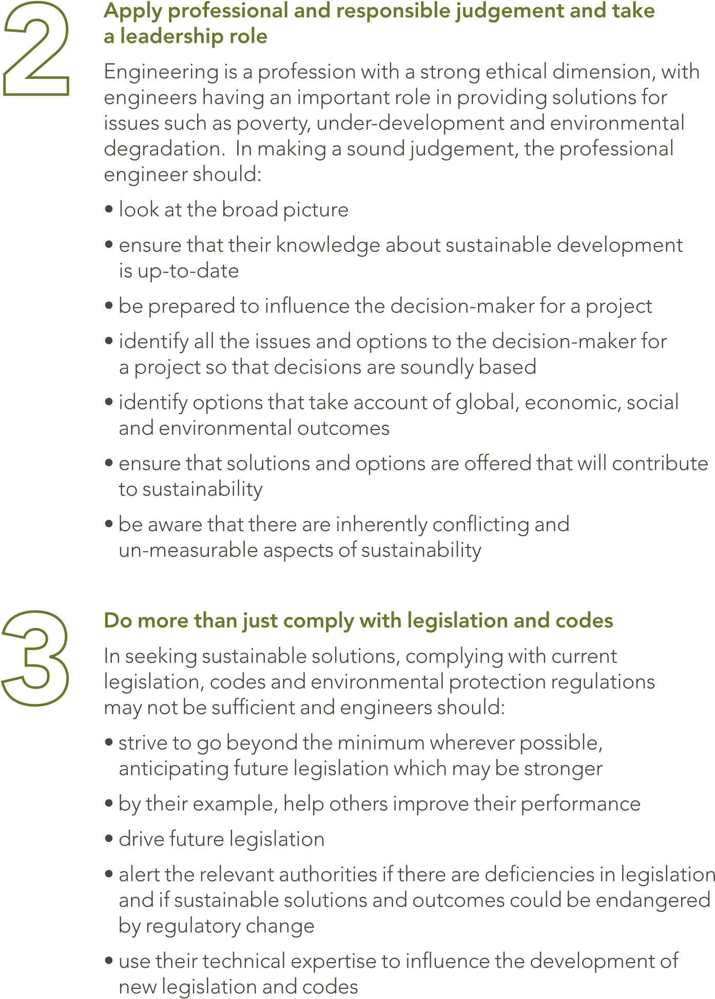 2
Apply professional and responsible judgement and take
a leadership role
Engineering is a profession with a strong ethical dimension, with
engineers having an important role in providing solutions for
issues such as poverty, under-development and environmental
degradation.  In making a sound judgement, the professional
engineer should:
• look at the broad picture
• ensure that their knowledge about sustainable development
is up-to-date
• be prepared to influence the decision-maker for a project
• identify all the issues and options to the decision-maker for
a project so that decisions are soundly based
• identify options that take account of global, economic, social
and environmental outcomes
• ensure that solutions and options are offered that will contribute
to sustainability
• be aware that there are inherently conflicting and
un-measurable aspects of sustainability
3
Do more than just comply with legislation and codes
In seeking sustainable solutions, complying with current
legislation, codes and environmental protection regulations
may not be sufficient and engineers should:
• strive to go beyond the minimum wherever possible,
anticipating future legislation which may be stronger
• by their example, help others improve their performance
• drive future legislation
• alert the relevant authorities if there are deficiencies in legislation
and if sustainable solutions and outcomes could be endangered
by regulatory change
• use their technical expertise to influence the development of
new legislation and codes